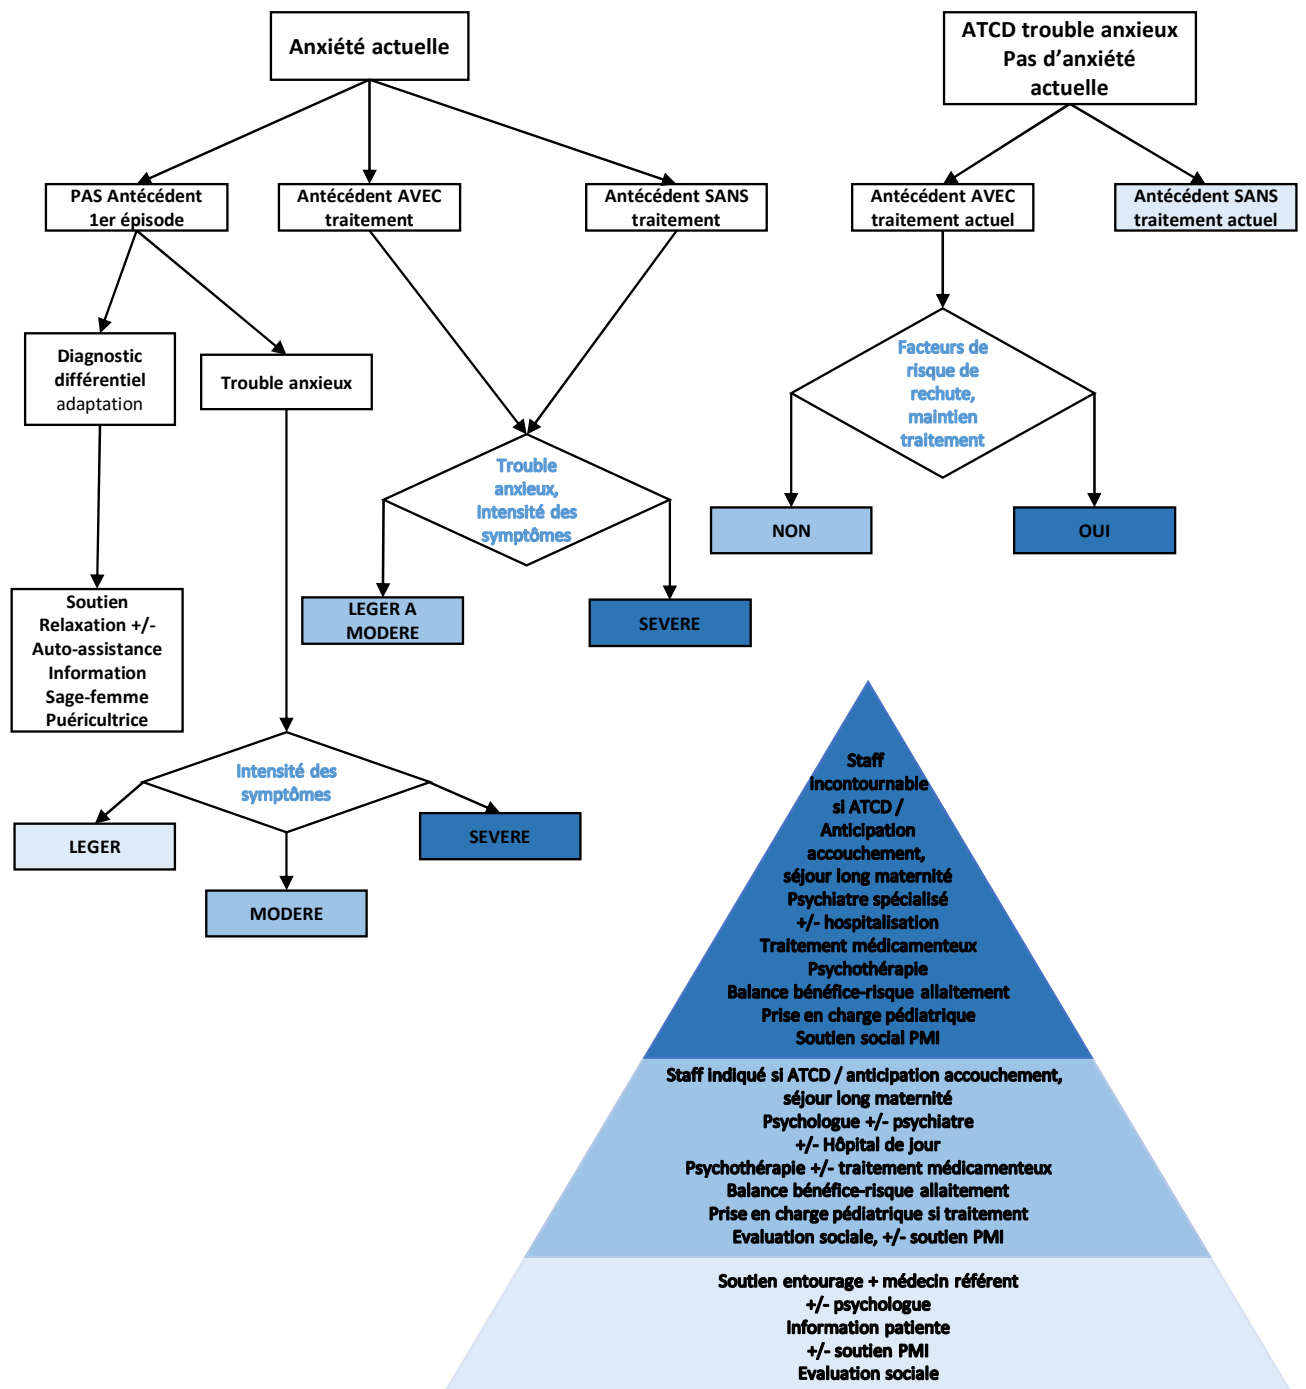 Anxiété actuelle
ATCD trouble anxieux
Pas d’anxiété
actuelle
PAS Antécédent
1er épisode
Antécédent AVEC
traitement
Antécédent SANS
traitement
Antécédent AVEC
traitement actuel
Antécédent SANS
traitement actuel
Diagnostic
différentiel
adaptation
Trouble anxieux
Facteurs de
risque de
rechute,
maintien
traitement
Trouble
anxieux,
Intensité des
symptômes
NON
OUI
Soutien
Relaxation +/-
Auto-assistance
Information
Sage-femme
Puéricultrice
LEGER A
MODERE
SEVERE
Intensité des
symptômes
LEGER
SEVERE
MODERE
Staff
incontournable
si ATCD /
Anticipation
accouchement,
séjour long maternité
Psychiatre spécialisé
+/- hospitalisation
Traitement médicamenteux
Psychothérapie
Balance bénéfice-risque allaitement
Prise en charge pédiatrique
Soutien social PMI
Staff indiqué si ATCD / anticipation accouchement,
séjour long maternité
Psychologue +/- psychiatre
+/- Hôpital de jour
Psychothérapie +/- traitement médicamenteux
Balance bénéfice-risque allaitement
Prise en charge pédiatrique si traitement
Evaluation sociale, +/- soutien PMI
Soutien entourage + médecin référent
+/- psychologue
Information patiente
+/- soutien PMI
Evaluation sociale